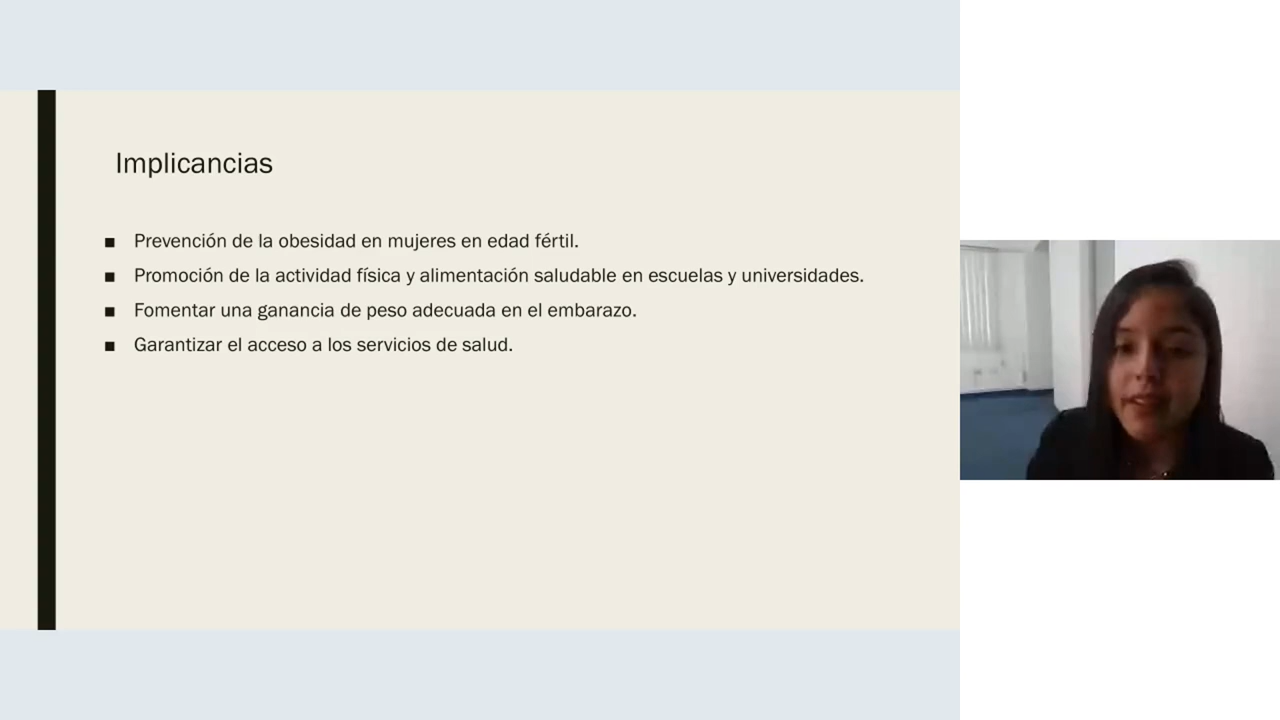 Implicancias
■ Prevención de la obesidad en mujeres en edad fértil.
■ Promoción de la actividad física y alimentación saludable en escuelas y universidades.
■ Fomentar una ganancia de peso adecuada en el embarazo.
■ Garantizar el acceso a los servicios de salud.